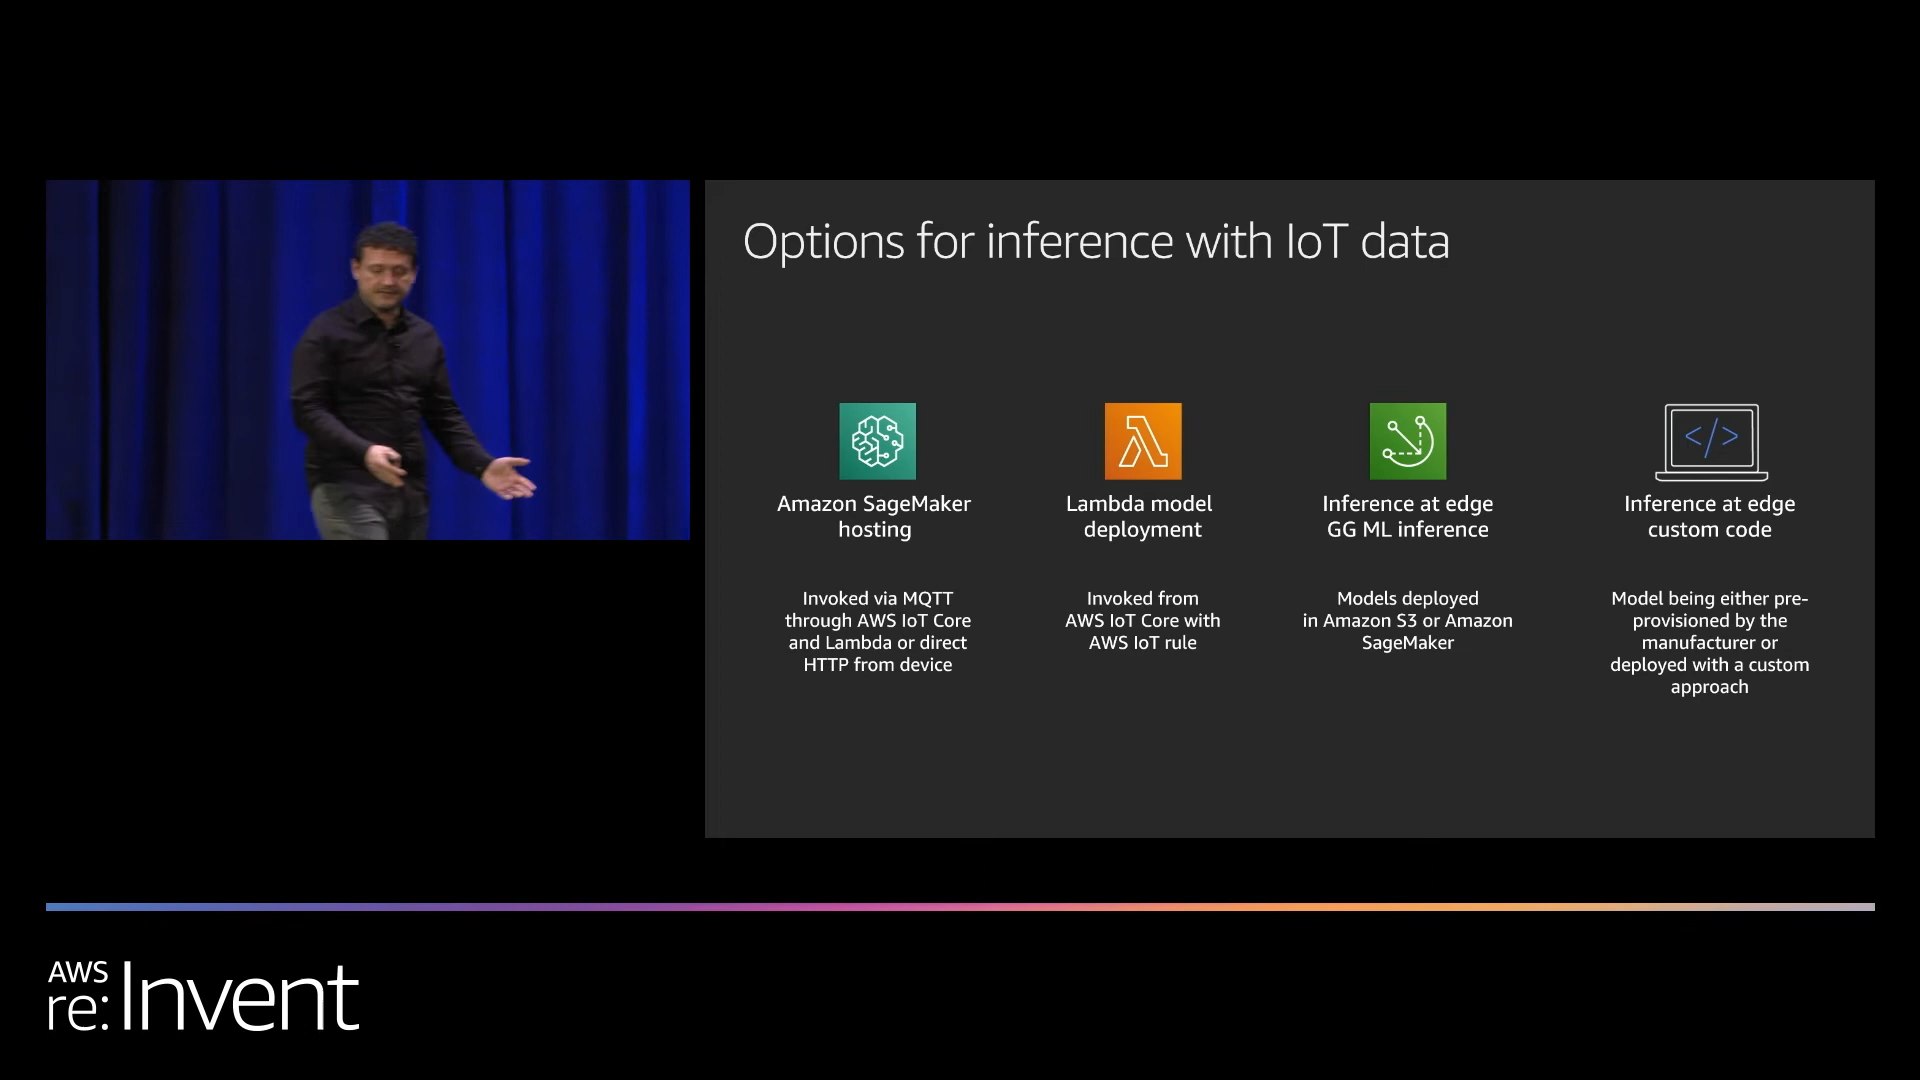 Options for inference with IoT data
Amazon SageMaker
hosting
Invoked via MQTT
through AWS IoT Core
and Lambda or direct
HTTP from device
Lambda model
deployment
Invoked from
AWS IoT Core with
AWS IoT rule
Inference at edge
GG ML inference
Models deployed
in Amazon S3 or Amazon
SageMaker
</>
Inference at edge
custom code
Model being either pre-
provisioned by the
manufacturer or
deployed with a custom
approach
AWS
re:Invent